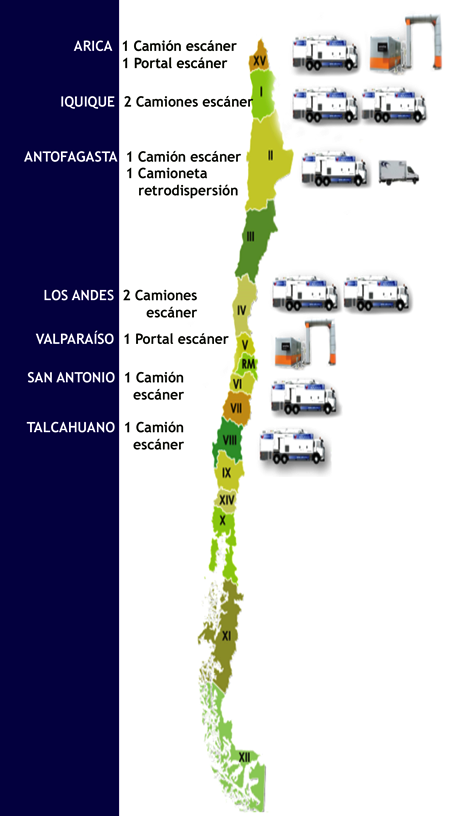 ARICA 1 Camión escáner
1 Portal escáner
XV
I
IQUIQUE 2 Camiones escáner
ANTOFAGASTA 1 Camión escáner
II
1 Camioneta
retrodispersión
III
LOS ANDES 2 Camiones
escáner
IV
VALPARAÍSO 1 Portal escáner
V
RM
SAN ANTONIO 1 Camión
VI
escáner
VII
TALCAHUANO 1 Camión
escáner
VIII
IX
XIV
X
XI
XII